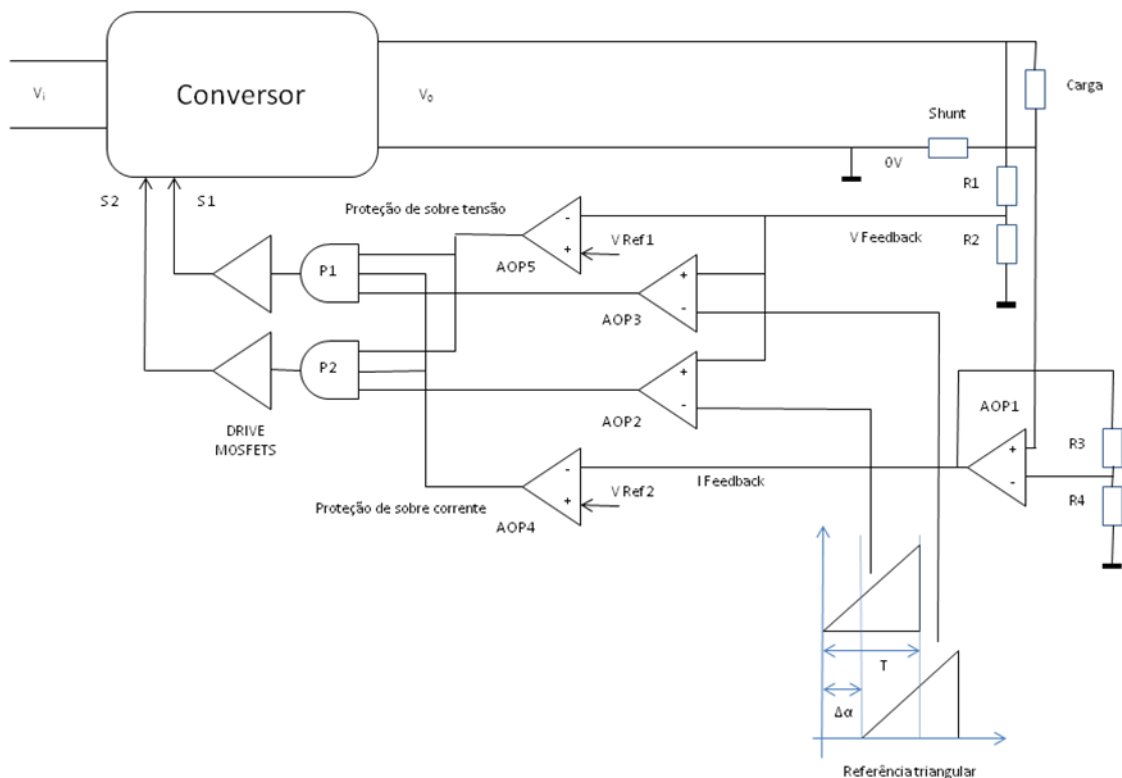 Vi
Conversor
Vo
Carga
Shunt
0V
S2
S1
R1
Proteção de sobre tensão
V Ref1
V Feedback
R2
AOP5
P1
+
-
AOP3
P2
+
-
AOP2
DRIVE
MOSFETS
AOP1
+
-
R3
R4
-
+
V Ref2
I Feedback
Proteção de sobre corrente
AOP4
-
+
T
Δα
Referência triangular